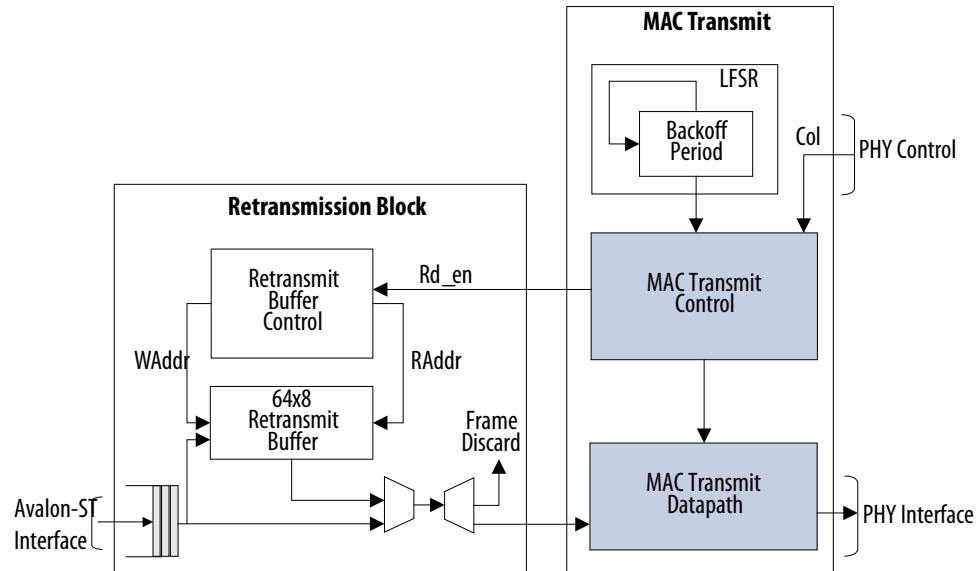 MAC Transmit
LFSR
Backoff
Period
Col
PHY Control
Retransmission Block
Retransmit
Buffer
Control
Rd_en
MAC Transmit
Control
WAddr
RAddr
64x8
Retransmit
Buffer
Frame
Discard
MAC Transmit
Datapath
Avalon-ST
Interface
PHY Interface